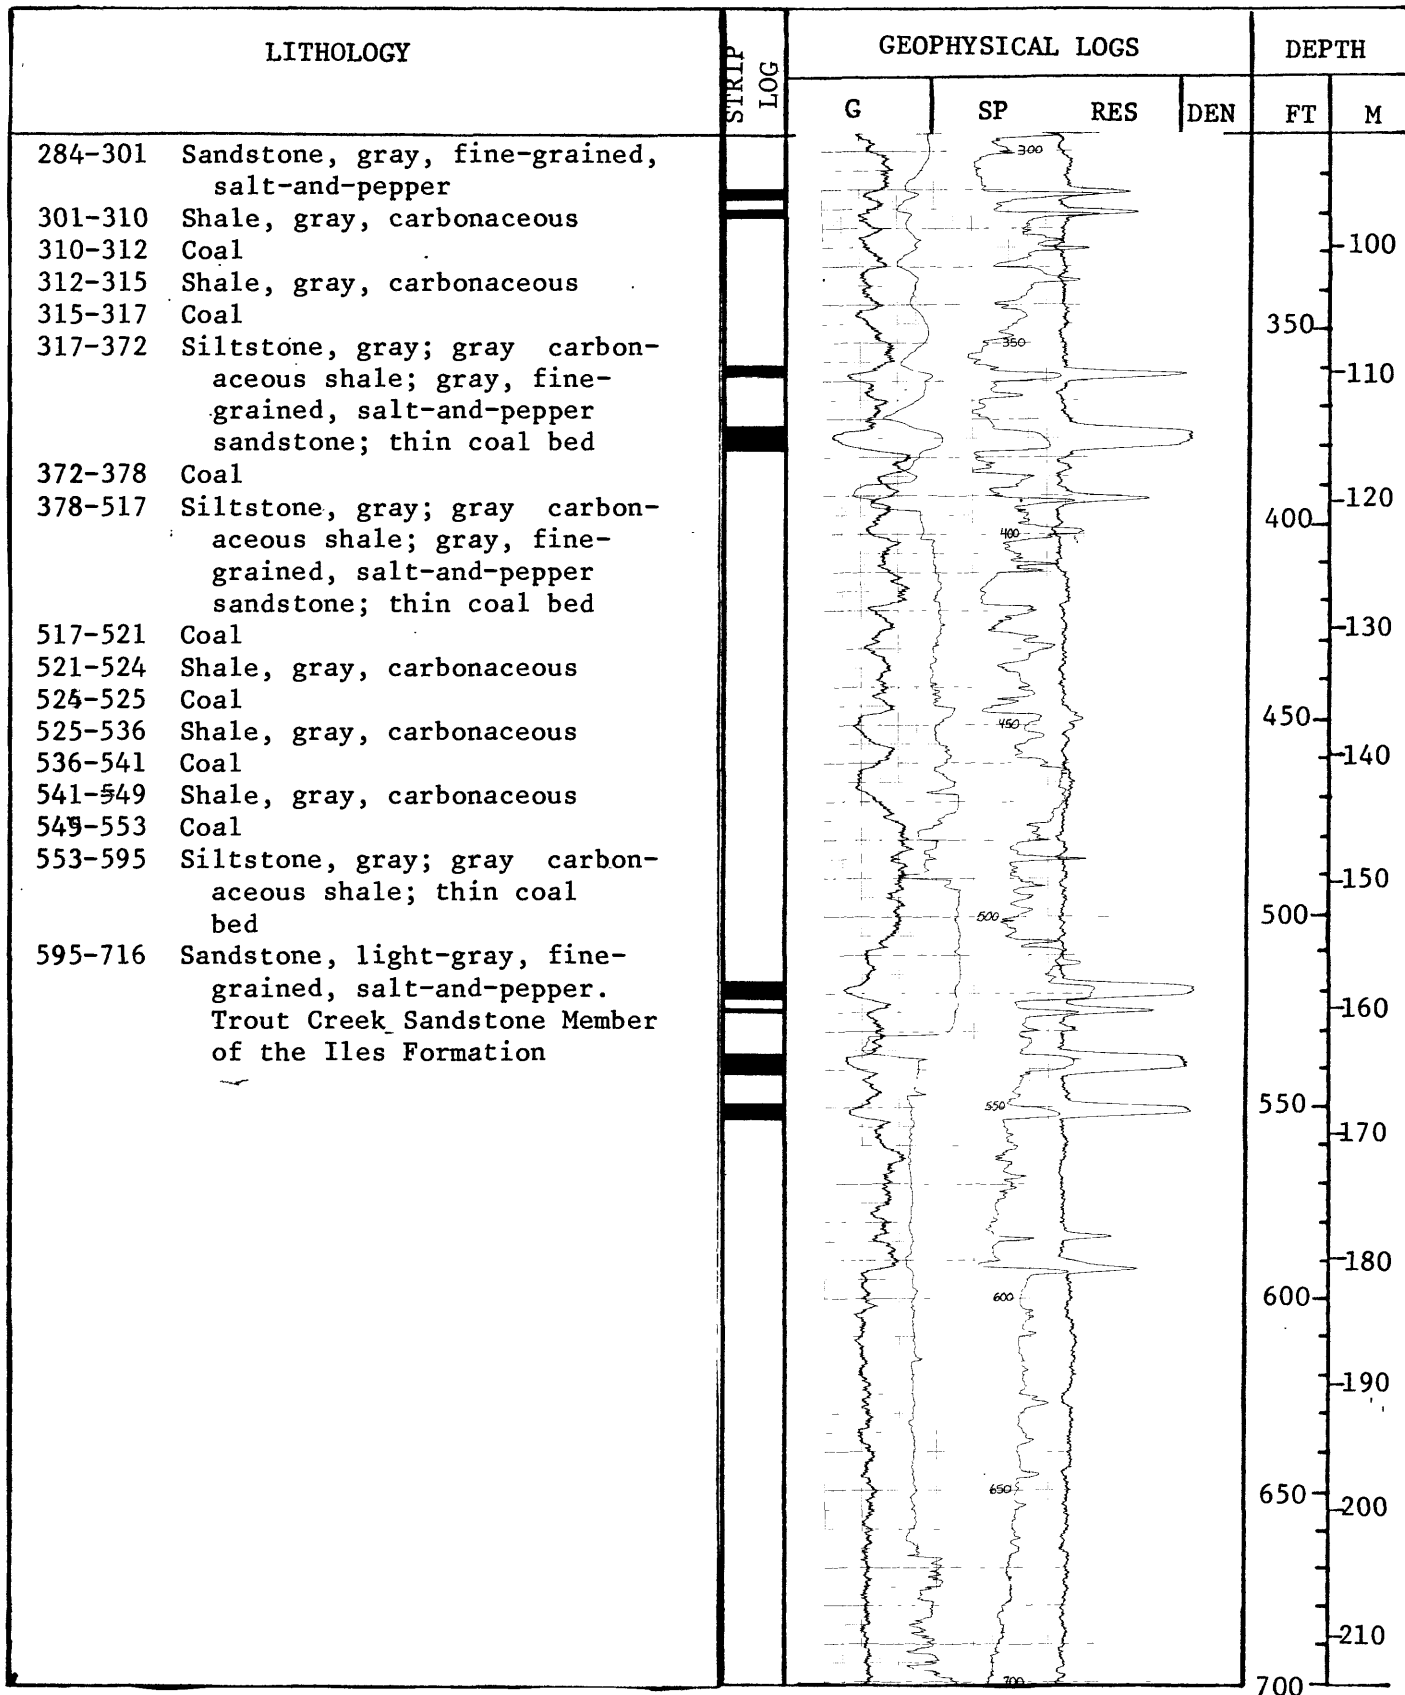 LITHOLOGY
STRIP LOG
GEOPHYSICAL LOGS
DEPTH
G
SP
RES
DEN
FT
M
284-301 Sandstone, gray, fine-grained,
salt-and-pepper
301-310 Shale, gray, carbonaceous
310-312 Coal
312-315 Shale, gray, carbonaceous
315-317 Coal
317-372 Siltstone, gray; gray carbon-
aceous shale; gray, fine-
grained, salt-and-pepper
sandstone; thin coal bed
372-378 Coal
378-517 Siltstone, gray; gray carbon-
aceous shale; gray, fine-
grained, salt-and-pepper
sandstone; thin coal bed
517-521 Coal
521-524 Shale, gray, carbonaceous
524-525 Coal
525-536 Shale, gray, carbonaceous
536-541 Coal
541-549 Shale, gray, carbonaceous
549-553 Coal
553-595 Siltstone, gray; gray carbon-
aceous shale; thin coal
bed
595-716 Sandstone, light-gray, fine-
grained, salt-and-pepper.
Trout Creek Sandstone Member
of the Iles Formation
300
350
400
450
500
550
600
650
700
350
400
450
500
550
600
650
700
100
110
120
130
140
150
160
170
180
190
200
210